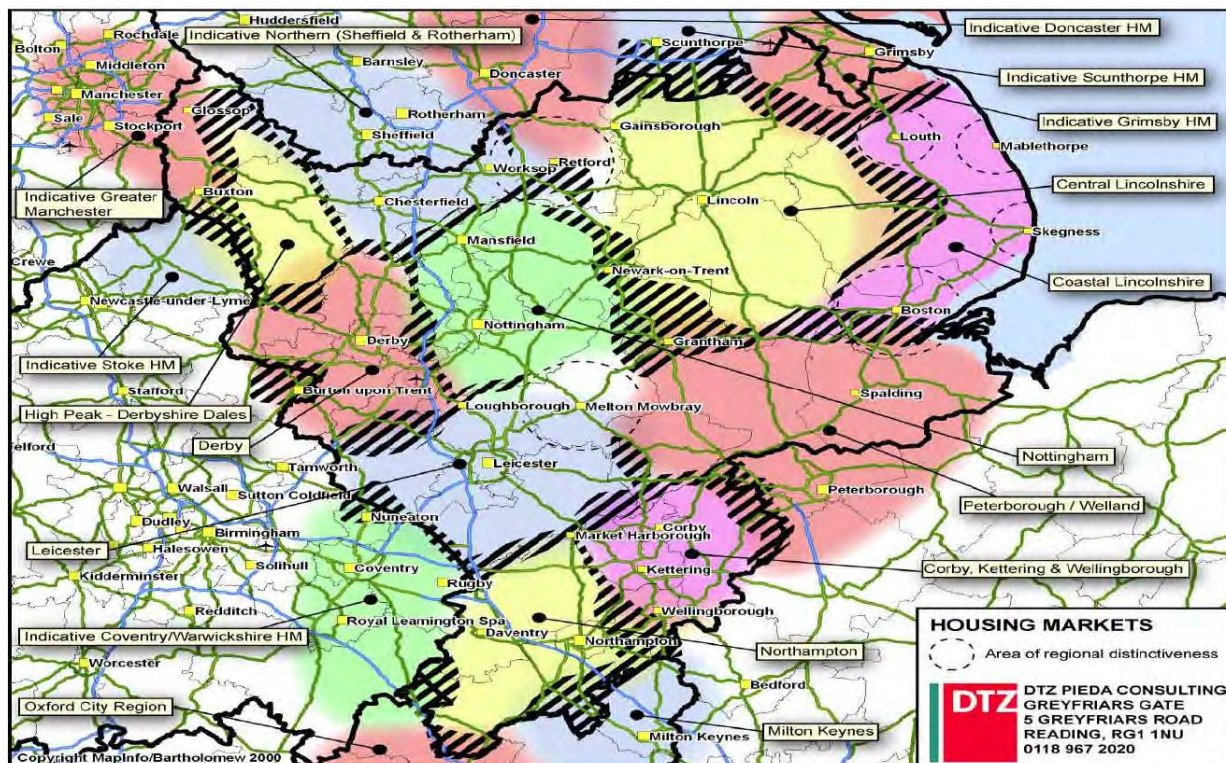 Huddersfield
Rochdale
Indicative Northern (Sheffield & Rotherham)
Indicative Doncaster HM
Bolton
Scunthorpe
Grimsby
Middleton
Barnsley
Doncaster
Indicative Scunthorpe HM
Manchester
Glossop
Rotherham
Sale
Stockport
Sheffield
Gainsborough
Louth
Indicative Grimsby HM
Mablethorpe
Worksop
Retford
Indicative Greater
Manchester
Buxton
Chesterfield
Lincoln
Central Lincolnshire
Mansfield
Skegness
Crewe
Newark-on-Trent
Coastal Lincolnshire
Newcastle-under-Lyme
Nottingham
Boston
Derby
Grantham
Indicative Stoke HM
Stafford
Burton upon Trent
Spalding
High Peak - Derbyshire Dales
Loughborough
Melton Mowbray
Derby
Nottingham
Telford
Tamworth
Leicester
Walsall
Sutton Coldfield
Peterborough
Peterborough / Welland
Dudley
Birmingham
Nuneaton
Corby
Market Harborough
Leicester
Halesowen
Solihull
Coventry
Kettering
Corby, Kettering & Wellingborough
Kidderminster
Rugby
Redditch
Royal Leamington Spa
Wellingborough
Indicative Coventry/Warwickshire HM
Daventry
Northampton
Northampton
Worcester
Bedford
Oxford City Region
Milton Keynes
Milton Keynes
HOUSING MARKETS
Area of regional distinctiveness
DTZ
DTZ PIEDA CONSULTING
GREYFRIARS GATE
5 GREYFRIARS ROAD
READING, RG1 1NU
0118 967 2020
Copyright MapInfo/Bartholomew 2000